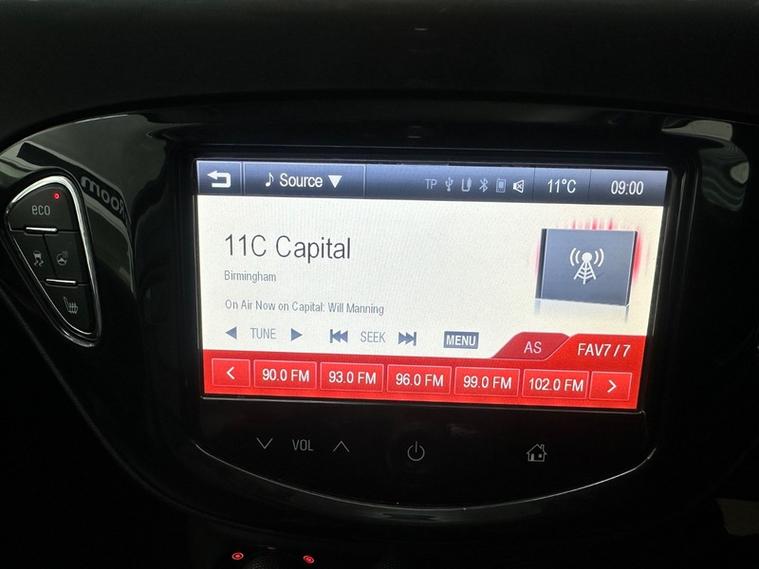 Source
TP
11°C
09:00
eco
11C Capital
Birmingham
On Air Now on Capital: Will Manning
TUNE
SEEK
MENU
AS
FAV7 / 7
90.0 FM
93.0 FM
96.0 FM
99.0 FM
102.0 FM
VOL